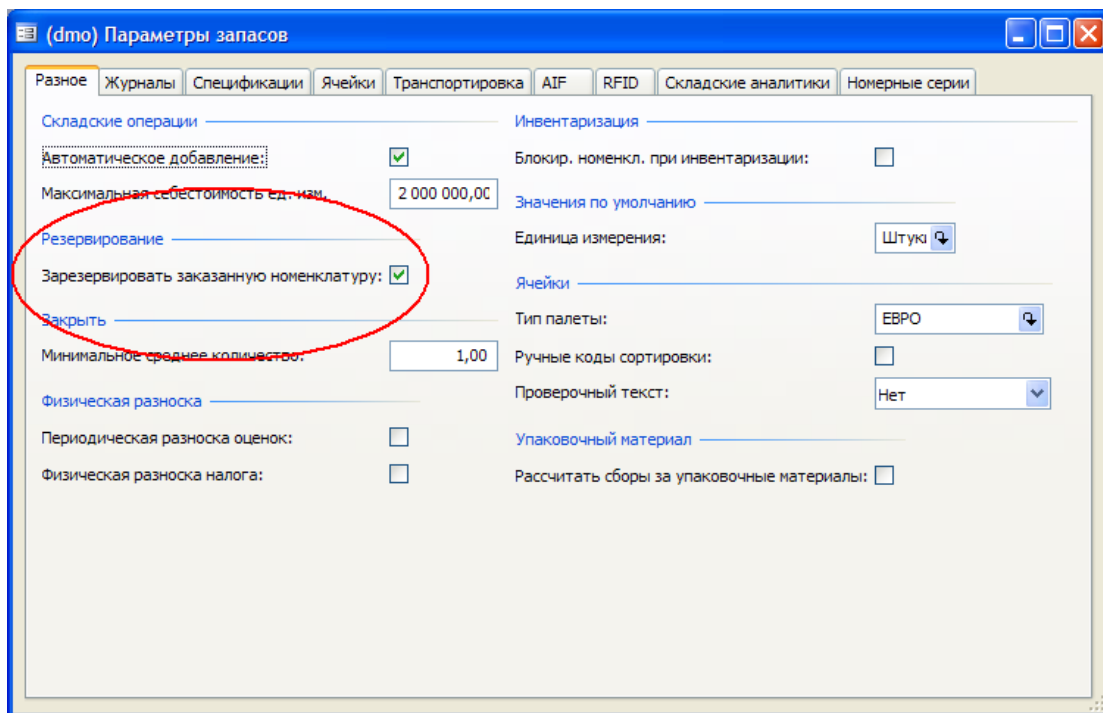 (dmo) Параметры запасов
Разное Журналы Спецификации Ячейки Транспортировка AIF RFID Складские аналитики Номерные серии
Складские операции
Автоматическое добавление:
Максимальная себестоимость ед. изм.
2 000 000,00
Резервирование
Зарезервировать заказанную номенклатуру:
Закрыть
Минимальное среднее количество:
1,00
Физическая разноска
Периодическая разноска оценок:
Физическая разноска налога:
Инвентаризация
Блокир. номенкл. при инвентаризации:
Значения по умолчанию
Единица измерения:
Штуки
Ячейки
Тип палеты:
ЕВРО
Ручные коды сортировки:
Проверочный текст:
Нет
Упаковочный материал
Рассчитать сборы за упаковочные материалы: